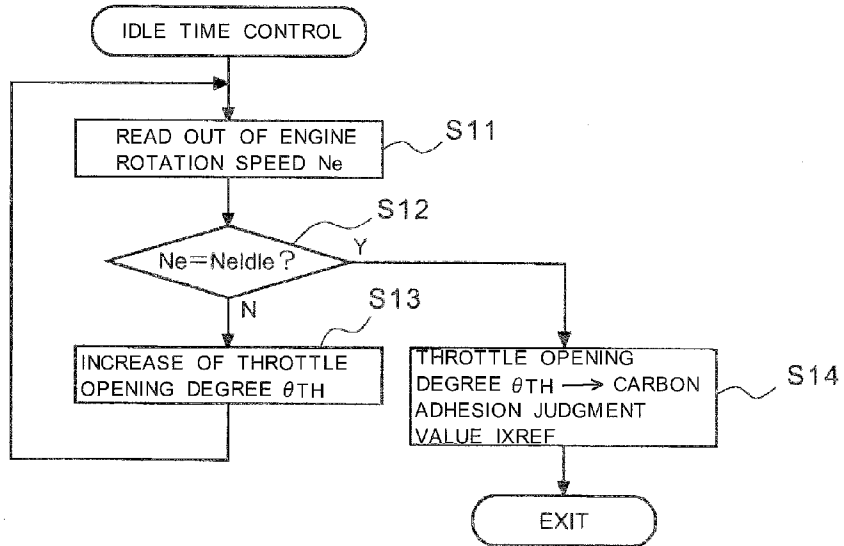 IDLE TIME CONTROL
READ OUT OF ENGINE
ROTATION SPEED Ne
S11
S12
Ne=NeIdle?
Y
N
S13
INCREASE OF THROTTLE
OPENING DEGREE θTH
THROTTLE OPENING
DEGREE θTH → CARBON
ADHESION JUDGMENT
VALUE IXREF
S14
EXIT